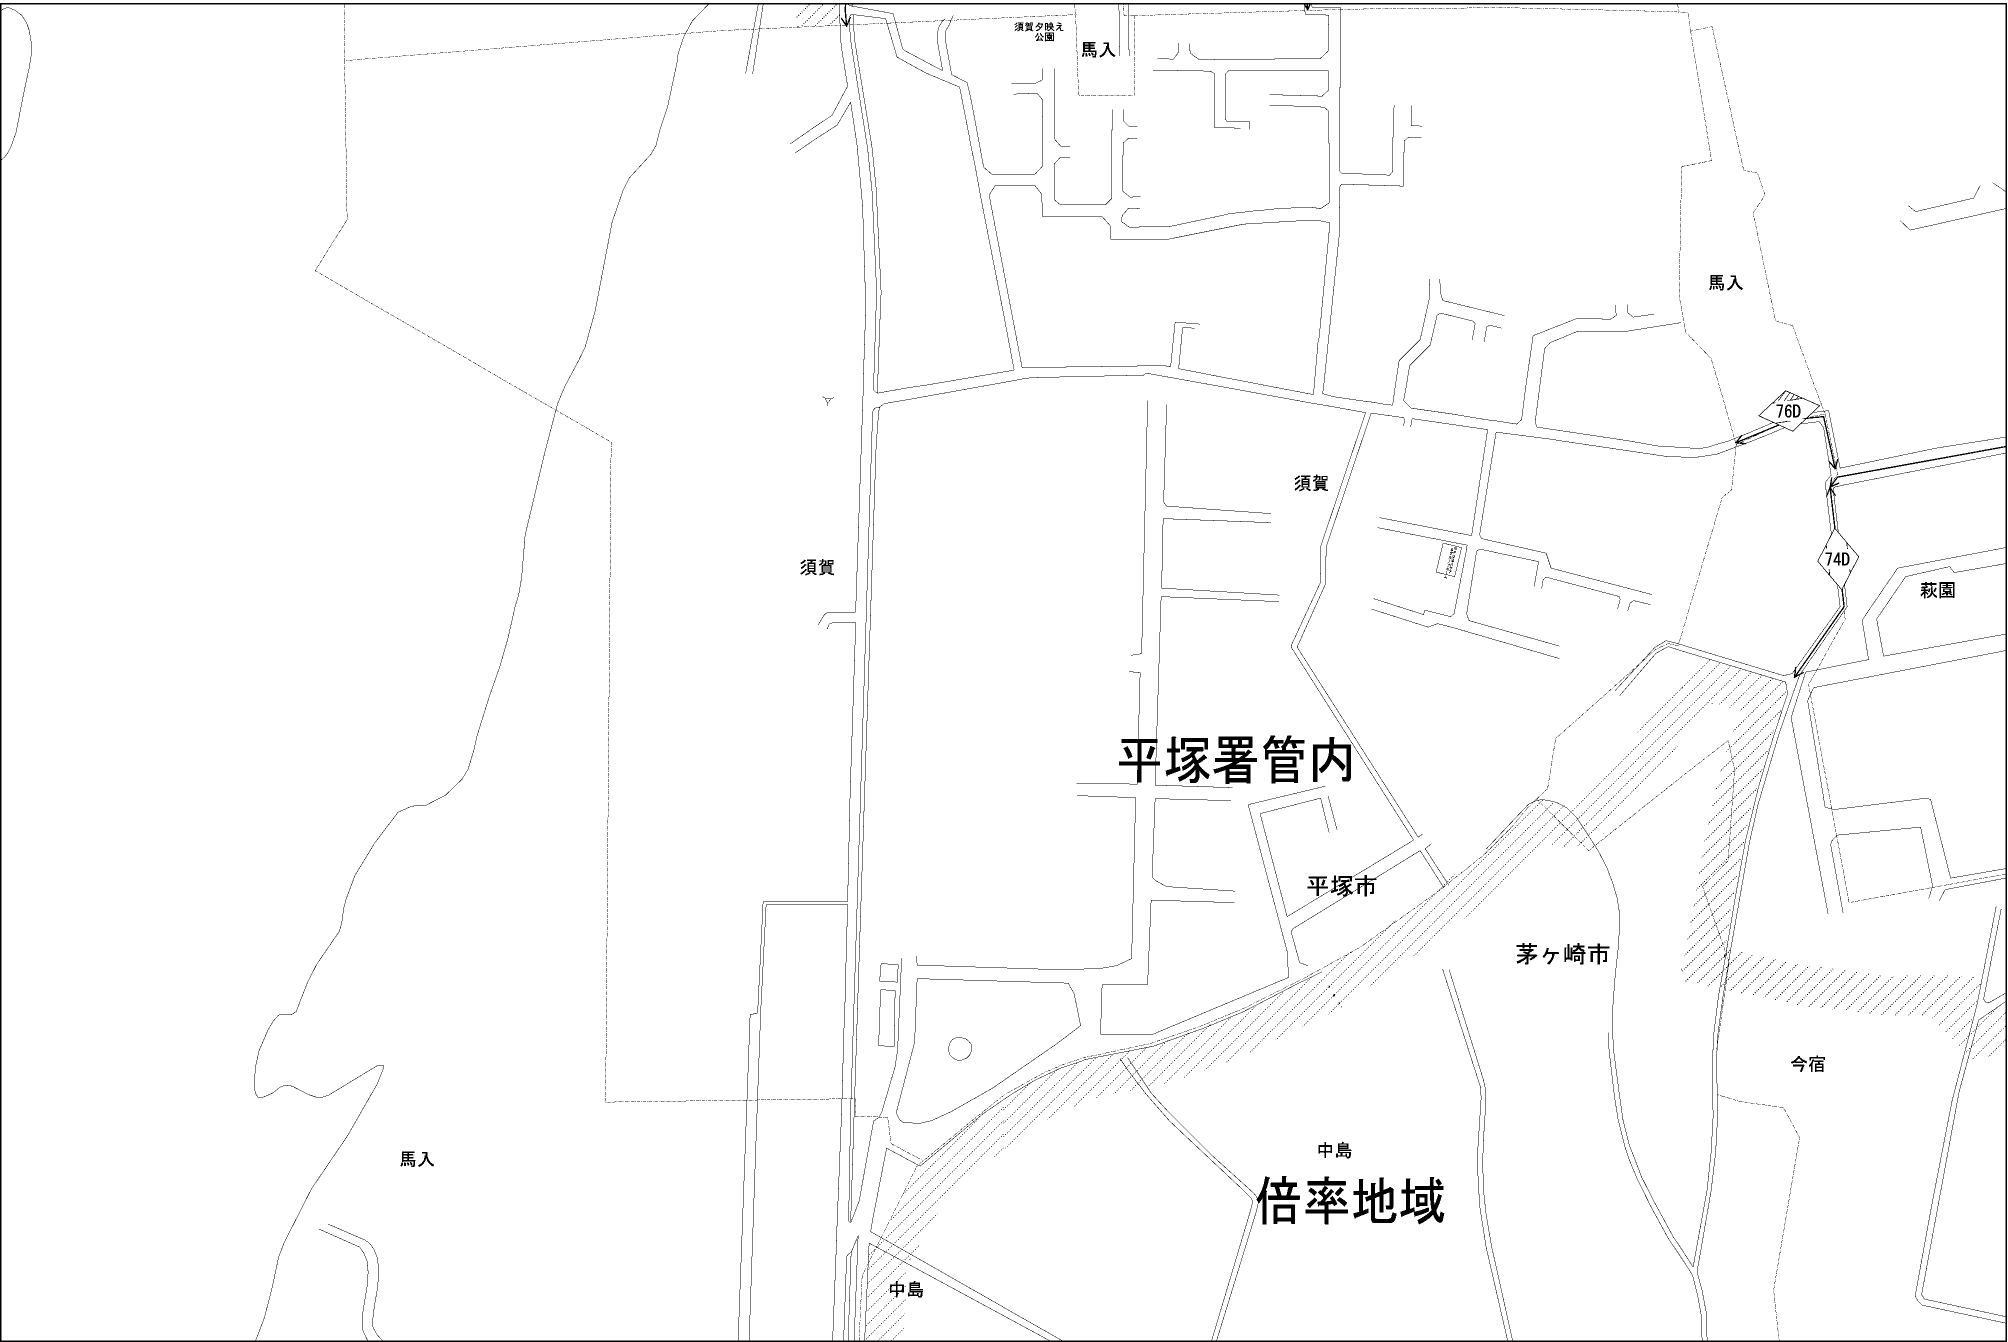 須賀夕映え
公園
馬入
馬入
76D
須賀
須賀
74D
萩園
平塚署管内
平塚市
茅ヶ崎市
今宿
中島
馬入
倍率地域
中島